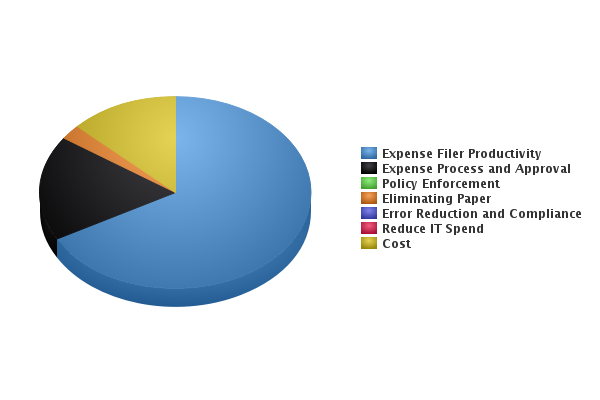 Expense Filer Productivity
Expense Process and Approval
Policy Enforcement
Eliminating Paper
Error Reduction and Compliance
Reduce IT Spend
Cost